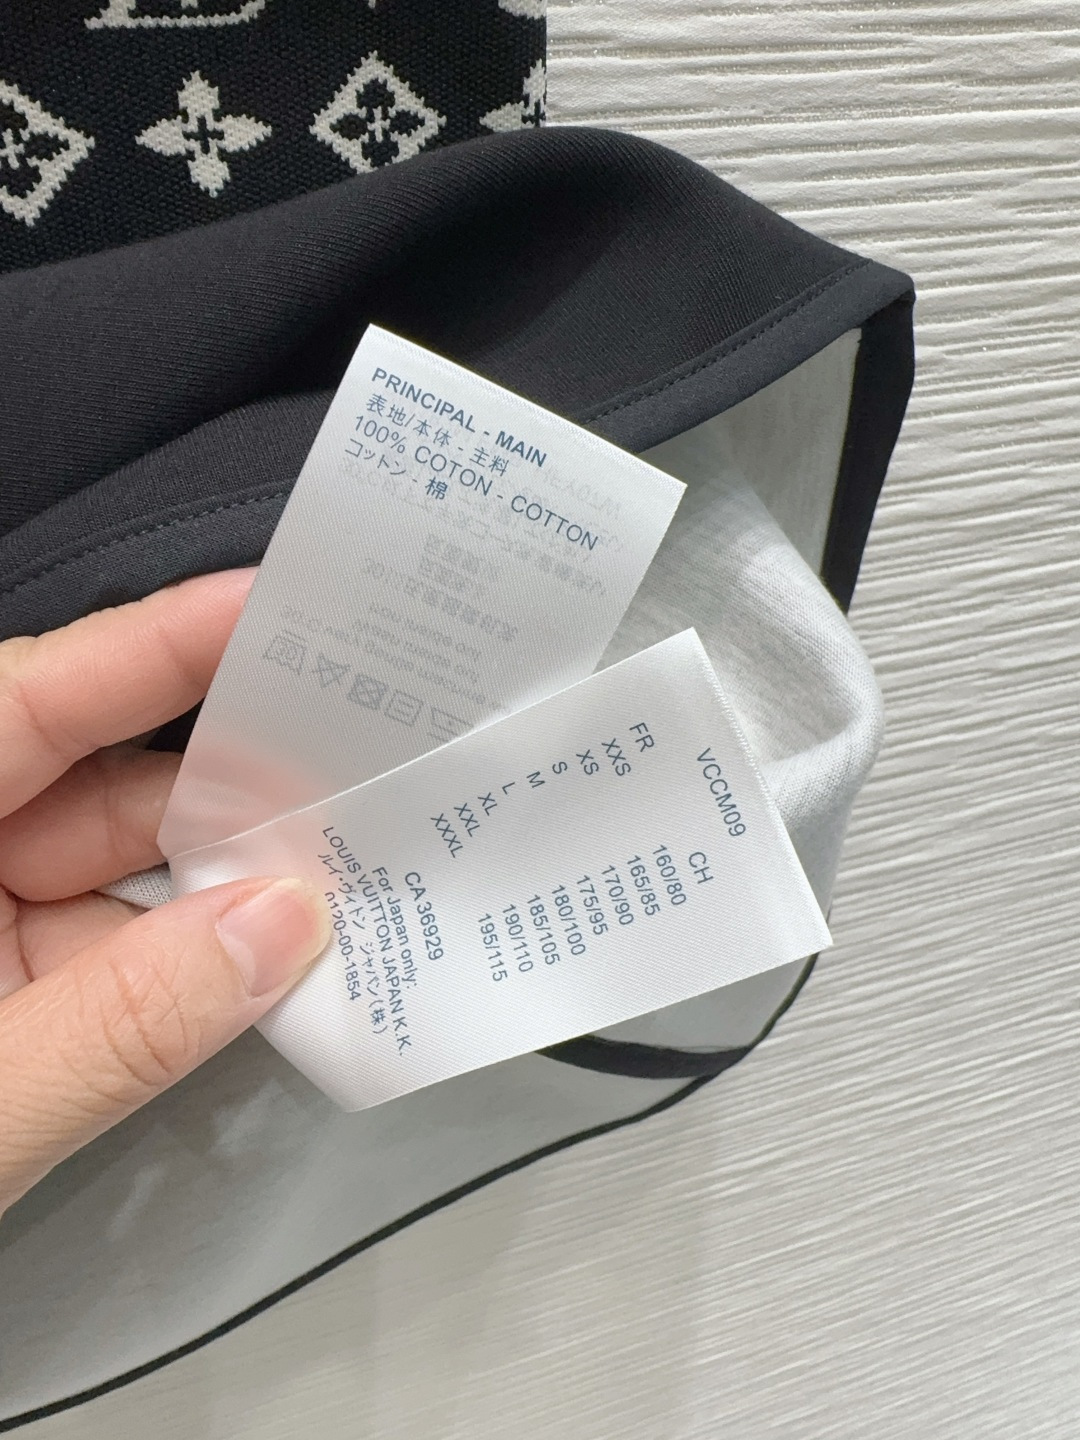 PRINCIPAL - MAIN
表地/本体 - 主料
100% COTON - COTTON
コットン - 棉
VCCM09
FR CH
XXS 160/80
XS 165/85
S 170/90
M 175/95
L 180/100
XL 185/105
XXL 190/110
XXXL 195/115
CA 36929
For Japan only:
LOUIS VUITTON JAPAN K.K.
ルイ・ヴィトン ジャパン(株)
0120-00-1854